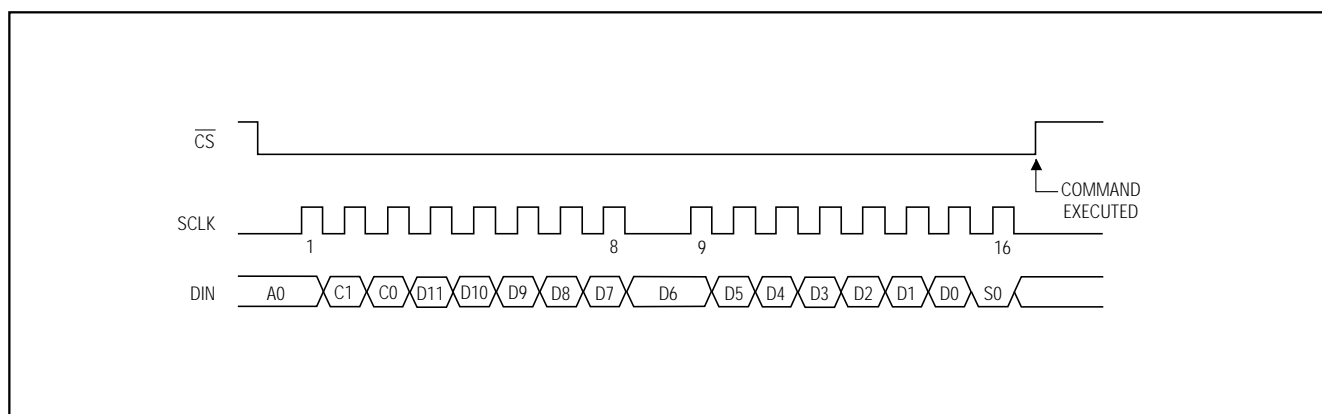 CS
COMMAND
EXECUTED
SCLK
1 8 9 16
DIN A0 C1 C0 D11 D10 D9 D8 D7 D6 D5 D4 D3 D2 D1 D0 S0